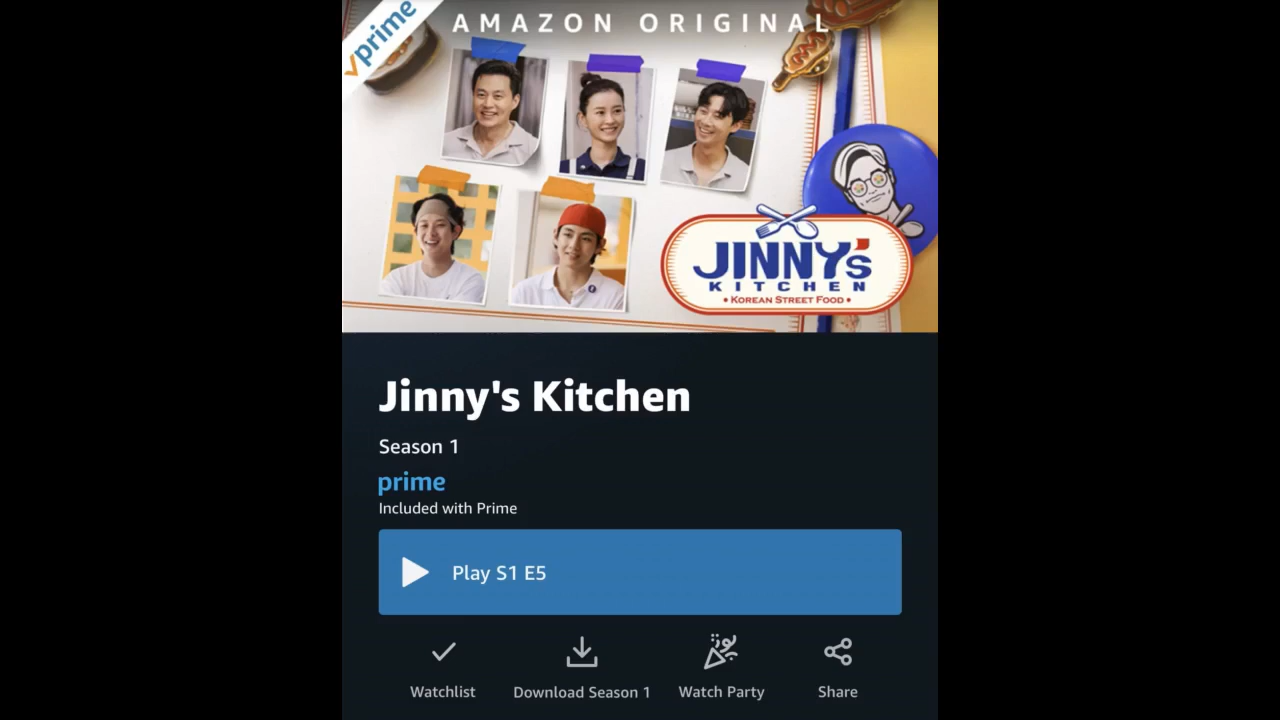 prime
AMAZON ORIGINAL
JINNY's
KITCHEN
• KOREAN STREET FOOD •
Jinny's Kitchen
Season 1
prime
Included with Prime
Play S1 E5
Watchlist
Download Season 1
Watch Party
Share